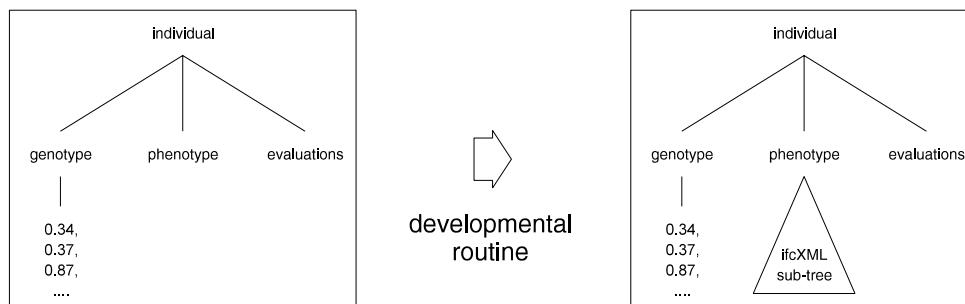 individual
genotype phenotype evaluations
0.34,
0.37,
0.87,
....
developmental
routine
individual
genotype phenotype evaluations
0.34,
0.37,
0.87,
....
ifcXML
sub-tree